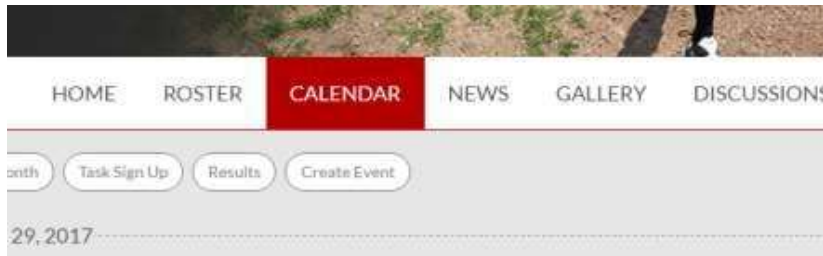 HOME ROSTER CALENDAR NEWS GALLERY DISCUSSIONS
onth Task Sign Up Results Create Event
29, 2017